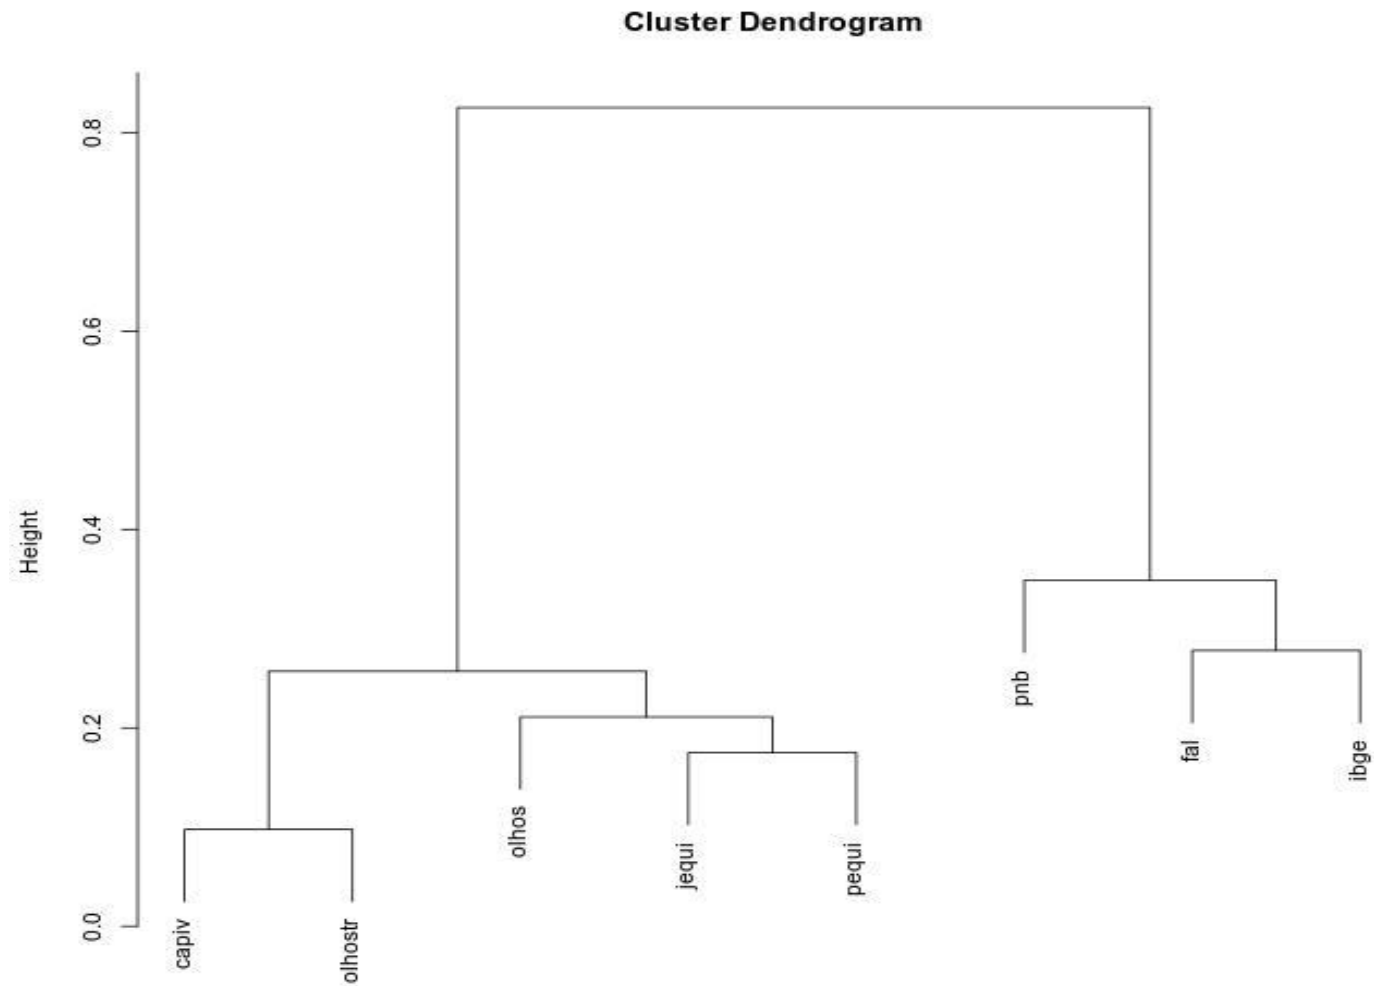 Cluster Dendrogram
Height
0.8
0.6
0.4
0.2
0.0
capiv
olhostr
olhos
jequi
pequi
pnb
fal
ibge